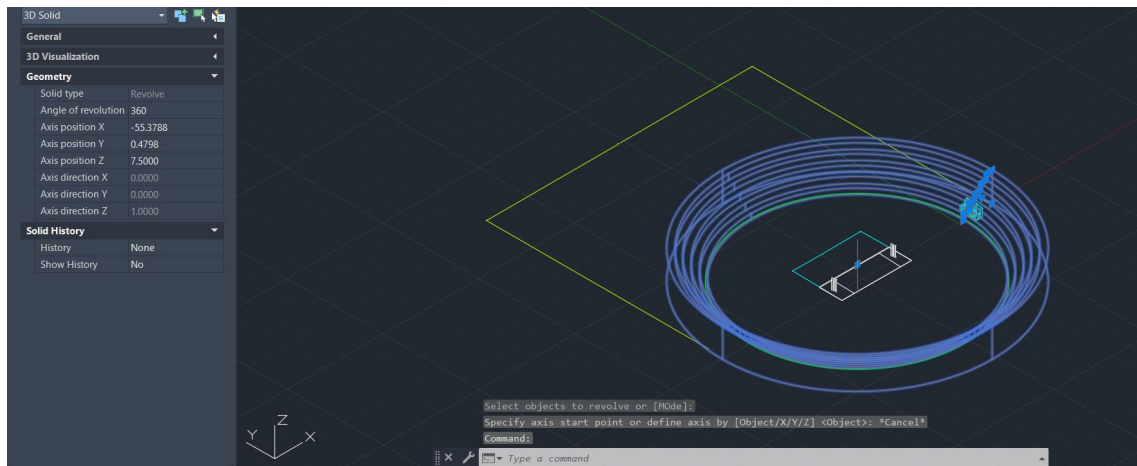 3D Solid
General
3D Visualization
Geometry
Solid type Revolve
Angle of revolution 360
Axis position X -55.3788
Axis position Y 0.4798
Axis position Z 7.5000
Axis direction X 0.0000
Axis direction Y 0.0000
Axis direction Z 1.0000
Solid History
History None
Show History No
Select objects to revolve or [MOde]:
Specify axis start point or define axis by [Object/X/Y/Z] <Object>: *Cancel*
Command:
Type a command
Z
Y X